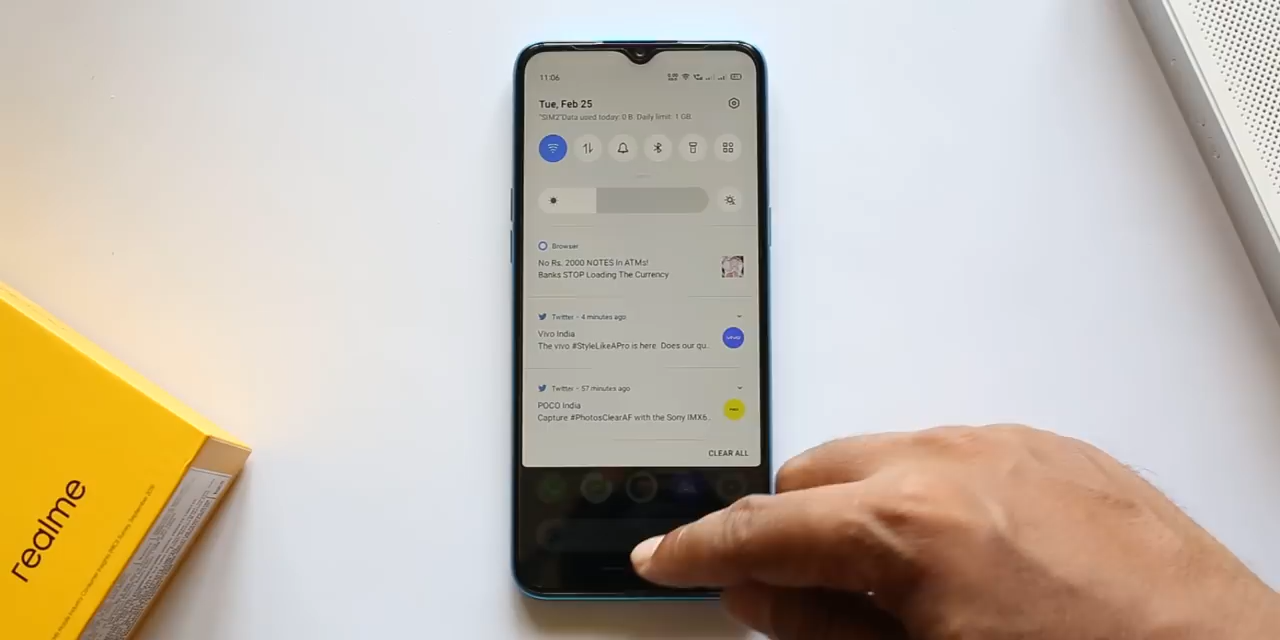 11:06
Tue, Feb 25
"SIM2"Data used today: 0 B. Daily limit: 1 GB
Browser
No Rs. 2000 NOTES In ATMs!
Banks STOP Loading The Currency
Twitter • 4 minutes ago
Vivo India
The vivo #StyleLikeAPro is here. Does our qu..
Twitter • 57 minutes ago
POCO India
Capture #PhotosClearAF with the Sony IMX6..
CLEAR ALL
realme